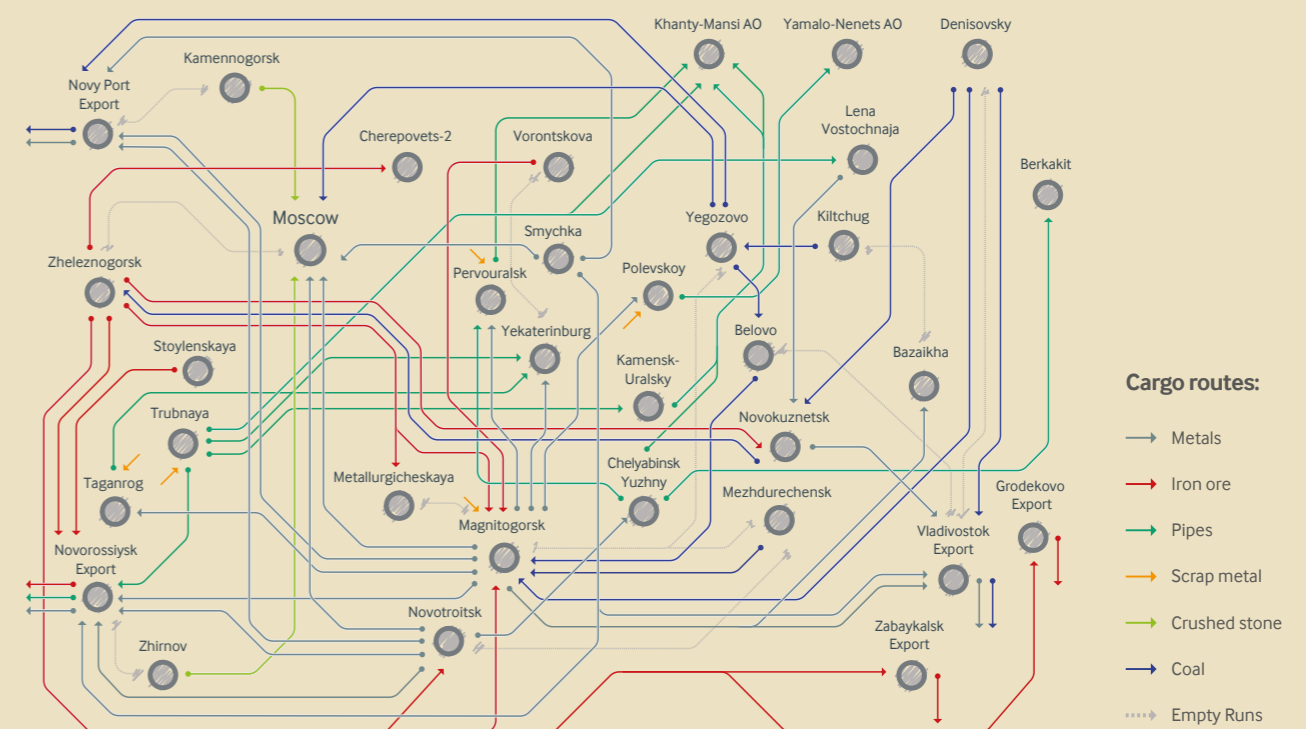 Khanty-Mansi AO
Yamalo-Nenets AO
Denisovsky
Kamennogorsk
Novy Port
Export
Lena
Vostochnaja
Cherepovets-2
Vorontskova
Berkakit
Moscow
Yegozovo
Kiltchug
Smychka
Zheleznogorsk
Pervouralsk
Polevskoy
Yekaterinburg
Belovo
Stoylenskaya
Bazaikha
Kamensk-
Uralsky
Cargo routes:
Trubnaya
Novokuznetsk
Metals
Chelyabinsk
Yuzhny
Metallurgicheskaya
Taganrog
Mezhdurechensk
Grodekovo
Export
Iron ore
Magnitogorsk
Vladivostok
Export
Pipes
Novorossiysk
Export
Scrap metal
Novotroitsk
Zabaykalsk
Export
Crushed stone
Zhirnov
Coal
Empty Runs